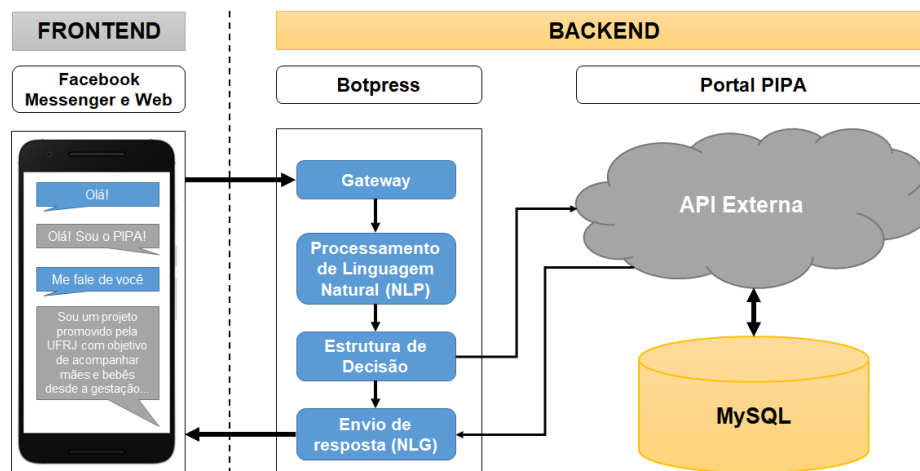 FRONTEND
BACKEND
Facebook
Messenger e Web
Botpress
Portal PIPA
Olá!
Olá! Sou o PIPA!
Me fale de você
Sou um projeto
promovido pela
UFRJ com objetivo
de acompanhar
mães e bebês
desde a gestação...
Gateway
Processamento
de Linguagem
Natural (NLP)
Estrutura de
Decisão
Envio de
resposta (NLG)
API Externa
MySQL